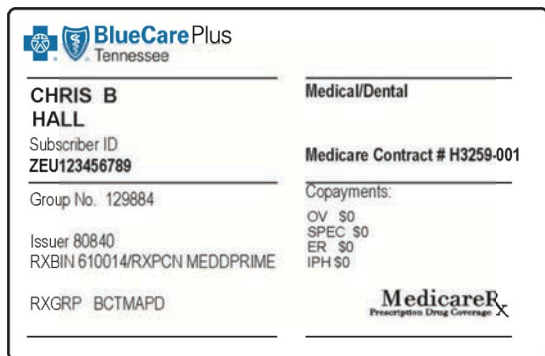 BlueCare Plus
Tennessee
CHRIS B
HALL
Subscriber ID
ZEU123456789
Group No. 129884
Issuer 80840
RXBIN 610014/RXPCN MEDDPRIME
RXGRP BCTMAPD
Medical/Dental
Medicare Contract # H3259-001
Copayments:
OV $0
SPEC $0
ER $0
IPH $0
MedicareRx
Prescription Drug Coverage